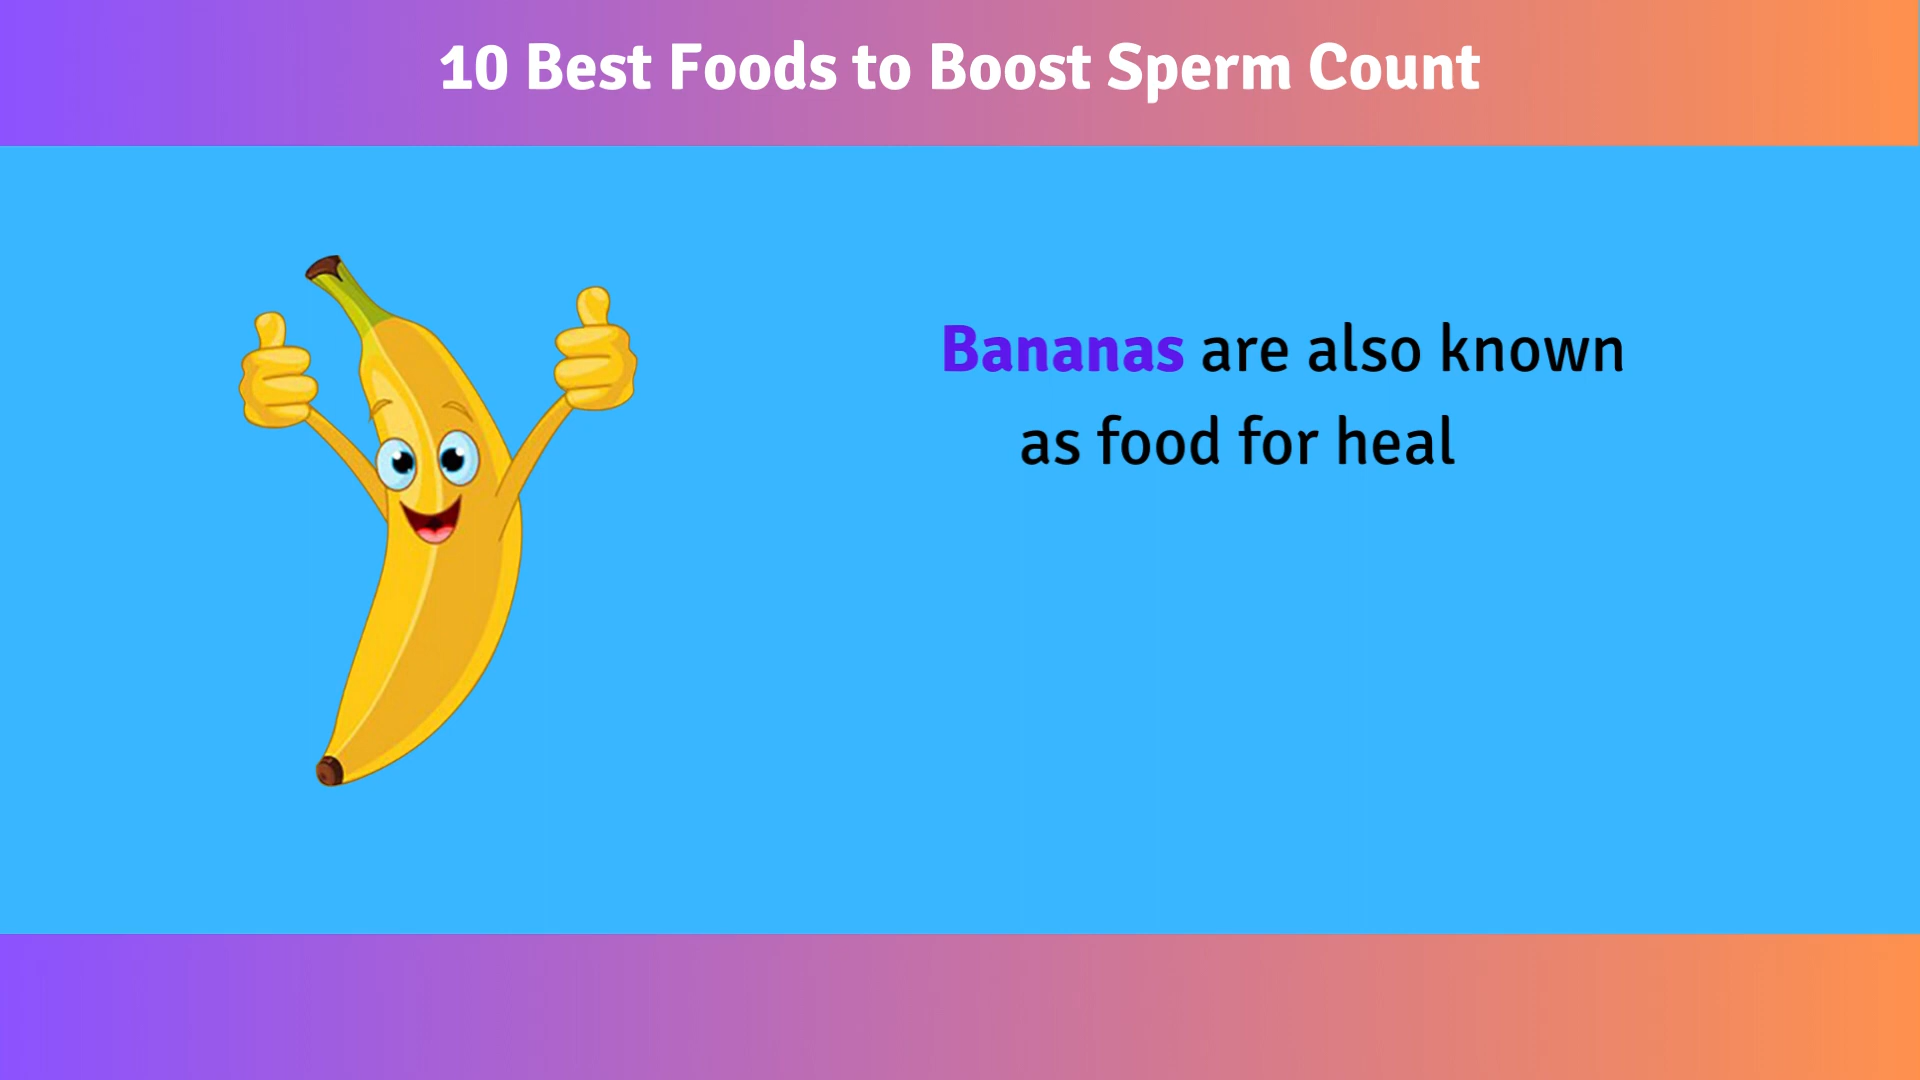 10 Best Foods to Boost Sperm Count
Bananas are also known
as food for heal